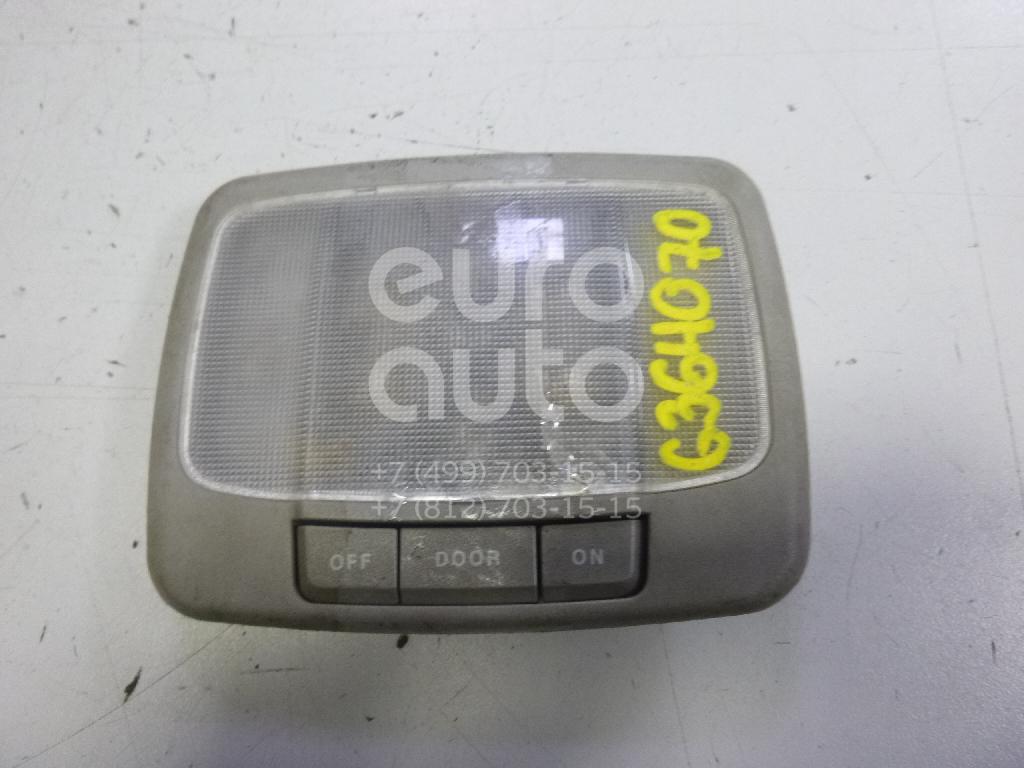 euro
auto
+7 (499) 703-15-15
+7 (812) 703-15-15
G364070
OFF DOOR ON